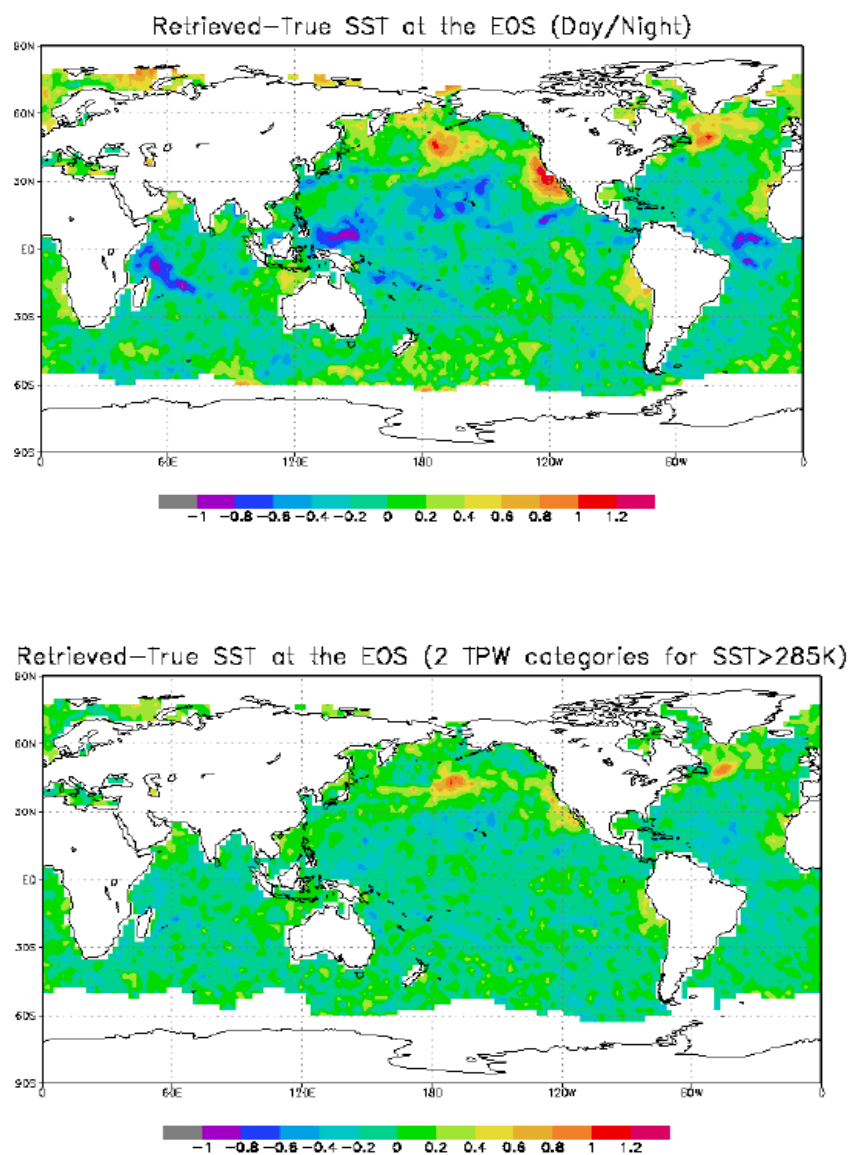 Retrieved-True SST at the EOS (Day/Night)
90N
60N
30N
EQ
30S
60S
90S
0 60E 120E 180 120W 60W 0
-1 -0.8 -0.6 -0.4 -0.2 0 0.2 0.4 0.6 0.8 1 1.2
Retrieved-True SST at the EOS (2 TPW categories for SST>285K)
90N
60N
30N
EQ
30S
60S
90S
0 60E 120E 180 120W 60W 0
-1 -0.8 -0.6 -0.4 -0.2 0 0.2 0.4 0.6 0.8 1 1.2